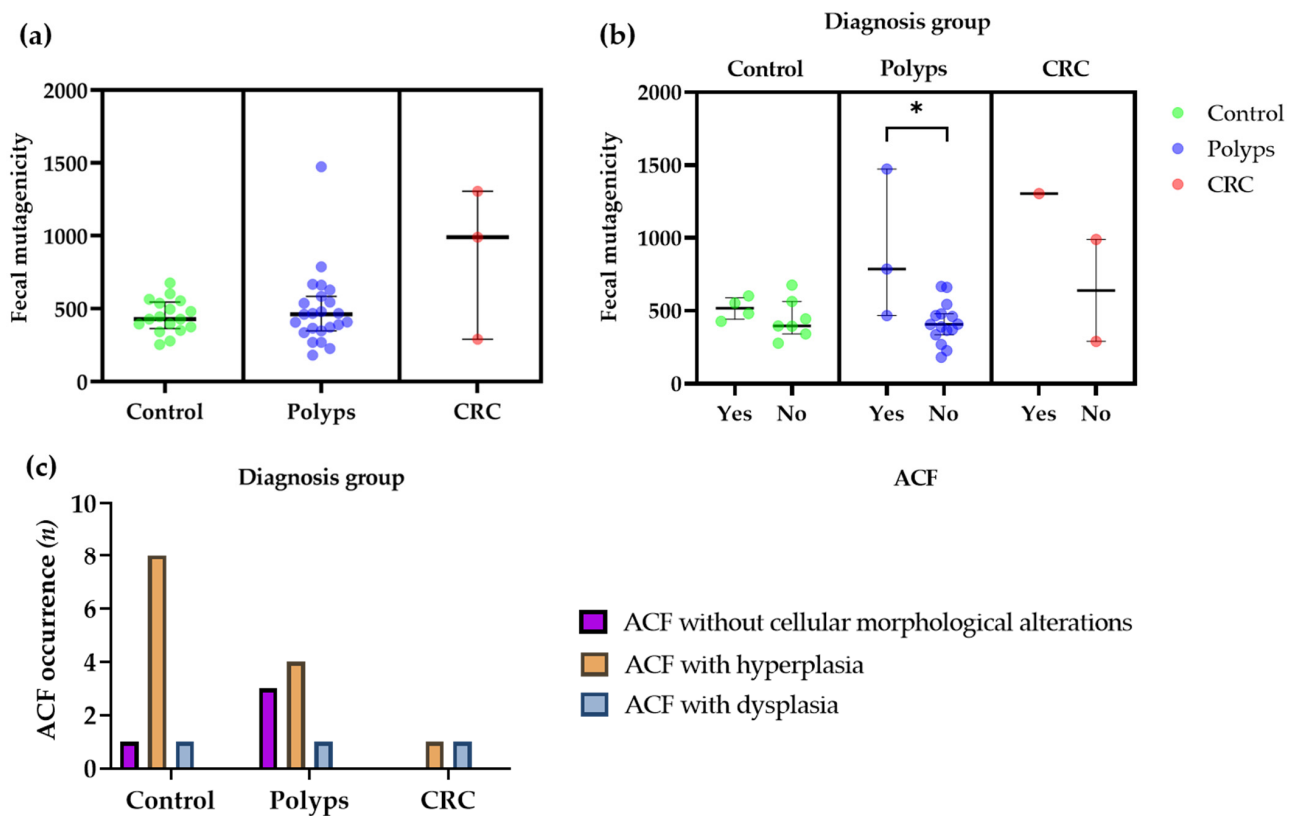 (a)
Fecal mutagenicity
2000
1500
1000
500
0
Control
Polyps
CRC
Diagnosis group
(b)
Diagnosis group
Control
Polyps
CRC
Fecal mutagenicity
2000
1500
1000
500
0
*
Yes
No
Yes
No
Yes
No
ACF
Control
Polyps
CRC
(c)
ACF occurrence (n)
10
8
6
4
2
0
Control
Polyps
CRC
ACF without cellular morphological alterations
ACF with hyperplasia
ACF with dysplasia